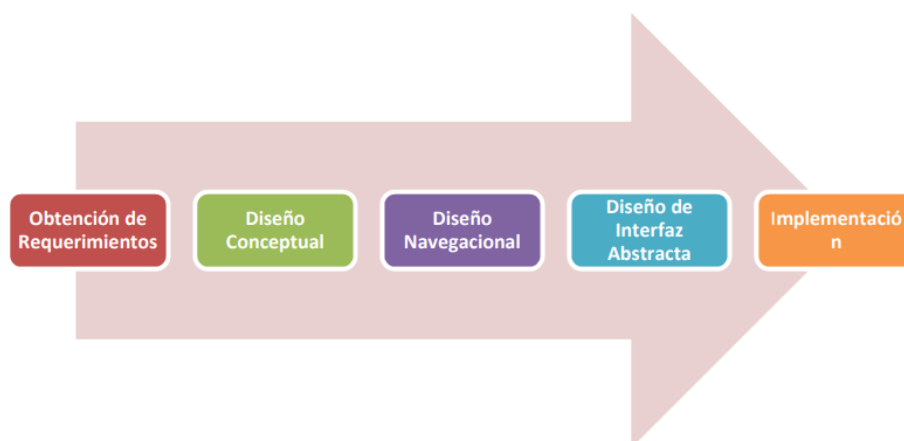 Obtención de
Requerimientos
Diseño
Conceptual
Diseño
Navegacional
Diseño de
Interfaz
Abstracta
Implementació
n